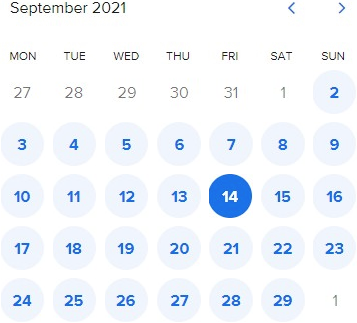 September 2021
MON TUE WED THU FRI SAT SUN
27 28 29 30 31 1 2
3 4 5 6 7 8 9
10 11 12 13 14 15 16
17 18 19 20 21 22 23
24 25 26 27 28 29 1